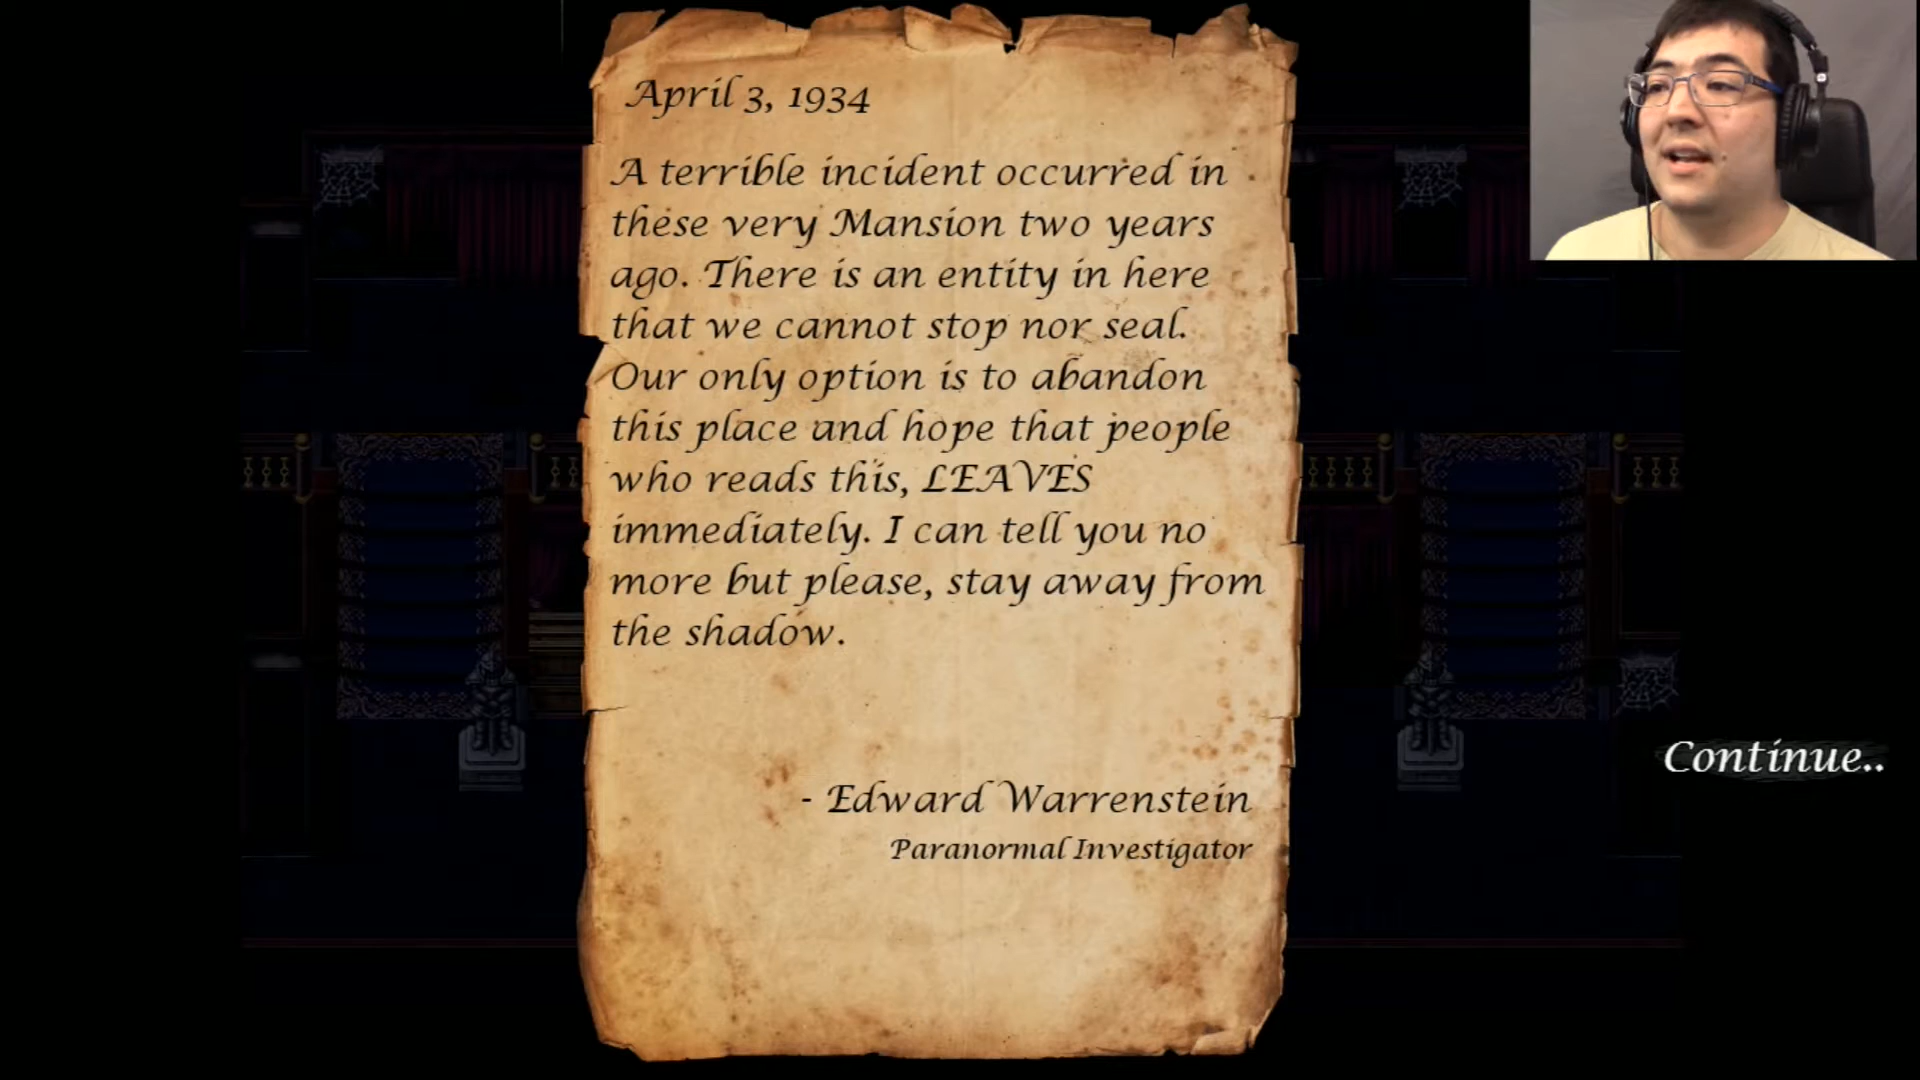 April 3, 1934
A terrible incident occurred in
these very Mansion two years
ago. There is an entity in here
that we cannot stop nor seal.
Our only option is to abandon
this place and hope that people
who reads this, LEAVES
immediately. I can tell you no
more but please, stay away from
the shadow.
- Edward Warrenstein
Paranormal Investigator
Continue..